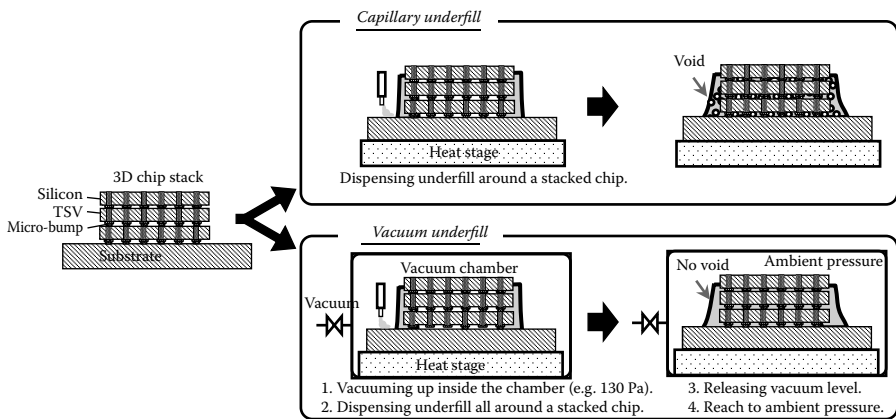 Capillary underfill
Void
Heat stage
Dispensing underfill around a stacked chip.
3D chip stack
Silicon
TSV
Micro-bump
Substrate
Vacuum underfill
Vacuum chamber
Vacuum
Heat stage
No void
Ambient pressure
1. Vacuuming up inside the chamber (e.g. 130 Pa).
2. Dispensing underfill all around a stacked chip.
3. Releasing vacuum level.
4. Reach to ambient pressure.